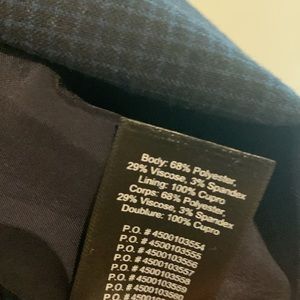 Body: 68% Polyester,
29% Viscose, 3% Spandex
Lining: 100% Cupro
Corps: 68% Polyester,
29% Viscose, 3% Spandex
Doublure: 100% Cupro
P.O. # 4500103554
P.O. # 4500103555
P.O. # 4500103556
P.O. # 4500103557
P.O. # 4500103558
P.O. # 4500103559
P.O. # 4500103560